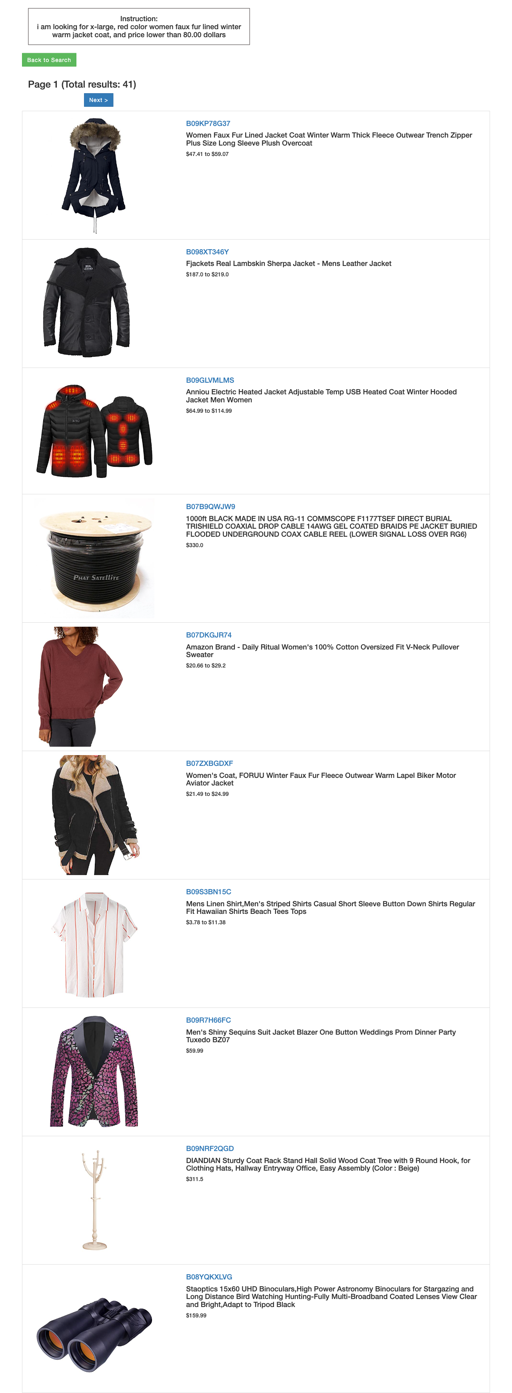 Instruction:
i am looking for x-large, red color women faux fur lined winter
warm jacket coat, and price lower than 80.00 dollars
Back to Search
Page 1 (Total results: 41)
Next >
B09KP78G37
Women Faux Fur Lined Jacket Coat Winter Warm Thick Fleece Outwear Trench Zipper
Plus Size Long Sleeve Plush Overcoat
$47.41 to $59.07
B098XT346Y
Fjackets Real Lambskin Sherpa Jacket - Mens Leather Jacket
$187.0 to $219.0
B09GLVMLMS
Anniou Electric Heated Jacket Adjustable Temp USB Heated Coat Winter Hooded
Jacket Men Women
$64.99 to $114.99
B07B9QWJW9
1000ft BLACK MADE IN USA RG-11 COMMSCOPE F1177TSEF DIRECT BURIAL
TRISHIELD COAXIAL DROP CABLE 14AWG GEL COATED BRAIDS PE JACKET BURIED
FLOODED UNDERGROUND COAX CABLE REEL (LOWER SIGNAL LOSS OVER RG6)
$330.0
Phat Satellite
B07DKGJR74
Amazon Brand - Daily Ritual Women's 100% Cotton Oversized Fit V-Neck Pullover
Sweater
$20.66 to $29.2
B07ZXBGDXF
Women's Coat, FORUU Winter Faux Fur Fleece Outwear Warm Lapel Biker Motor
Aviator Jacket
$21.49 to $24.99
B09S3BN15C
Mens Linen Shirt,Men's Striped Shirts Casual Short Sleeve Button Down Shirts Regular
Fit Hawaiian Shirts Beach Tees Tops
$3.78 to $11.38
B09R7H66FC
Men's Shiny Sequins Suit Jacket Blazer One Button Weddings Prom Dinner Party
Tuxedo BZ07
$59.99
B09NRF2QGD
DIANDIAN Sturdy Coat Rack Stand Hall Solid Wood Coat Tree with 9 Round Hook, for
Clothing Hats, Hallway Entryway Office, Easy Assembly (Color : Beige)
$311.5
B08YQKXLVG
Staoptics 15x60 UHD Binoculars,High Power Astronomy Binoculars for Stargazing and
Long Distance Bird Watching Hunting-Fully Multi-Broadband Coated Lenses View Clear
and Bright,Adapt to Tripod Black
$159.99